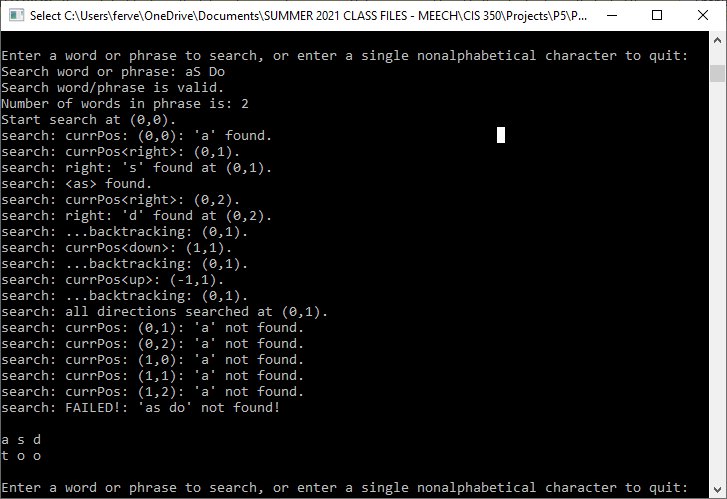 Select C:\Users\ferve\OneDrive\Documents\SUMMER 2021 CLASS FILES - MEECH\CIS 350\Projects\P5\P...
Enter a word or phrase to search, or enter a single nonalphabetical character to quit:
Search word or phrase: aS Do
Search word/phrase is valid.
Number of words in phrase is: 2
Start search at (0,0).
search: currPos: (0,0): 'a' found.
search: currPos<right>: (0,1).
search: right: 's' found at (0,1).
search: <as> found.
search: currPos<right>: (0,2).
search: right: 'd' found at (0,2).
search: ...backtracking: (0,1).
search: currPos<down>: (1,1).
search: ...backtracking: (0,1).
search: currPos<up>: (-1,1).
search: ...backtracking: (0,1).
search: all directions searched at (0,1).
search: currPos: (0,1): 'a' not found.
search: currPos: (0,2): 'a' not found.
search: currPos: (1,0): 'a' not found.
search: currPos: (1,1): 'a' not found.
search: currPos: (1,2): 'a' not found.
search: FAILED!: 'as do' not found!
a s d
t o o
Enter a word or phrase to search, or enter a single nonalphabetical character to quit: